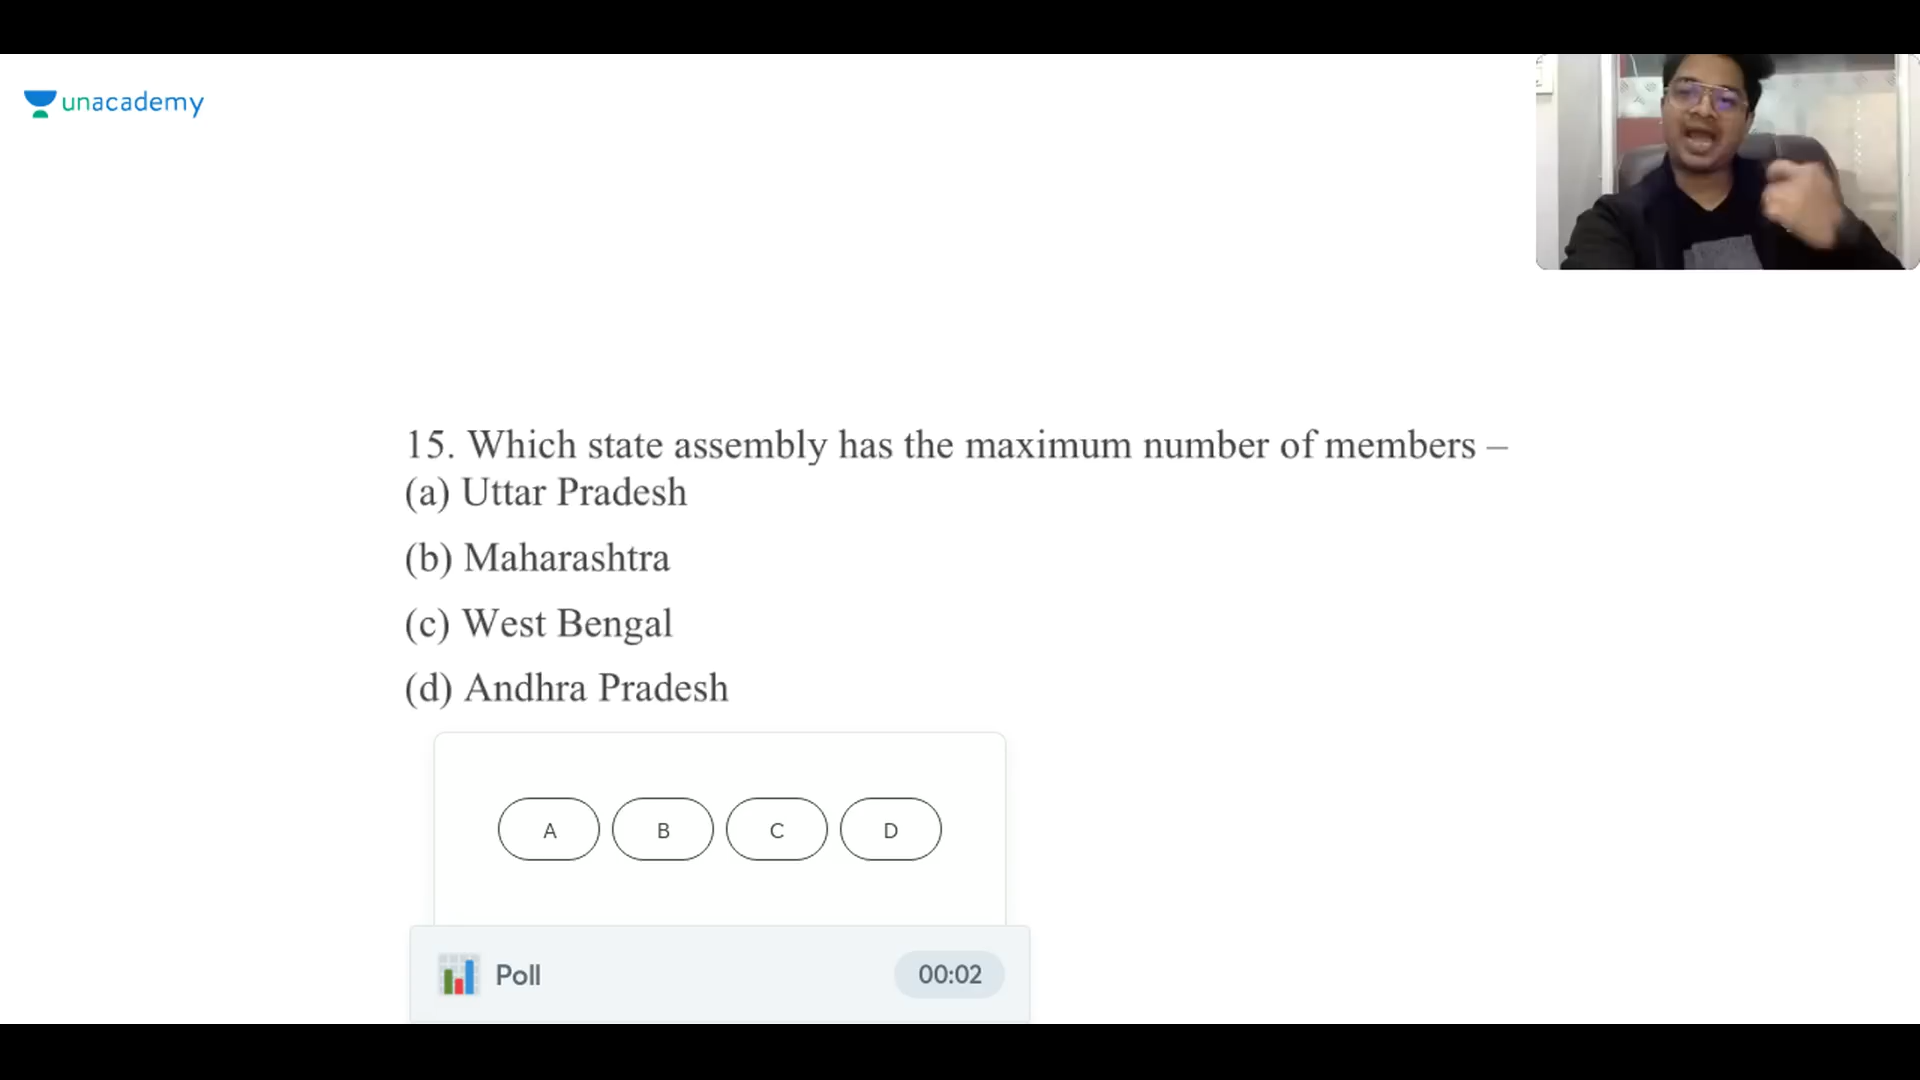 unacademy
15. Which state assembly has the maximum number of members –
(a) Uttar Pradesh
(b) Maharashtra
(c) West Bengal
(d) Andhra Pradesh
A B C D
Poll 00:02